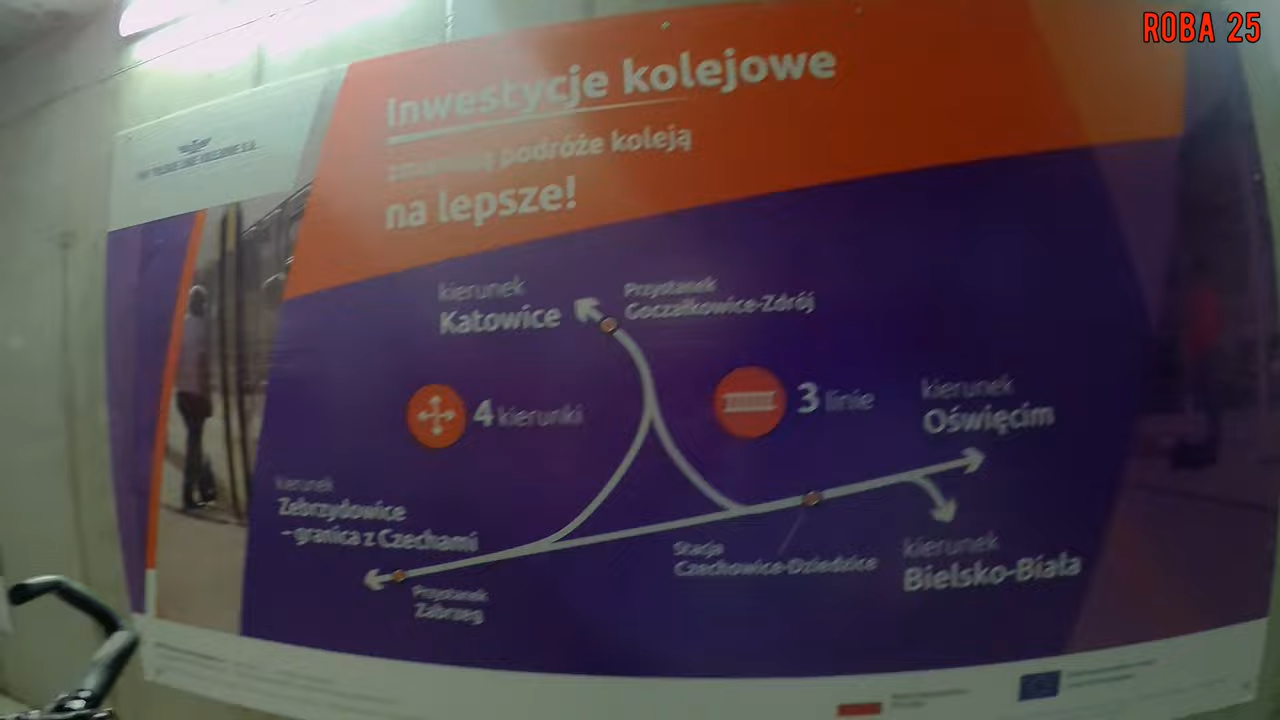 ROBA 25
Inwestycje kolejowe
podróże koleją
na lepsze!
kierunek
Katowice
Przystanek
Goczałkowice-Zdrój
4 kierunki
3 linie
kierunek
Oświęcim
kierunek
Zebrzydowice
- granica z Czechami
Stacja
Czechowice-Dziedzice
kierunek
Bielsko-Biała
Przystanek
Zabrzeg